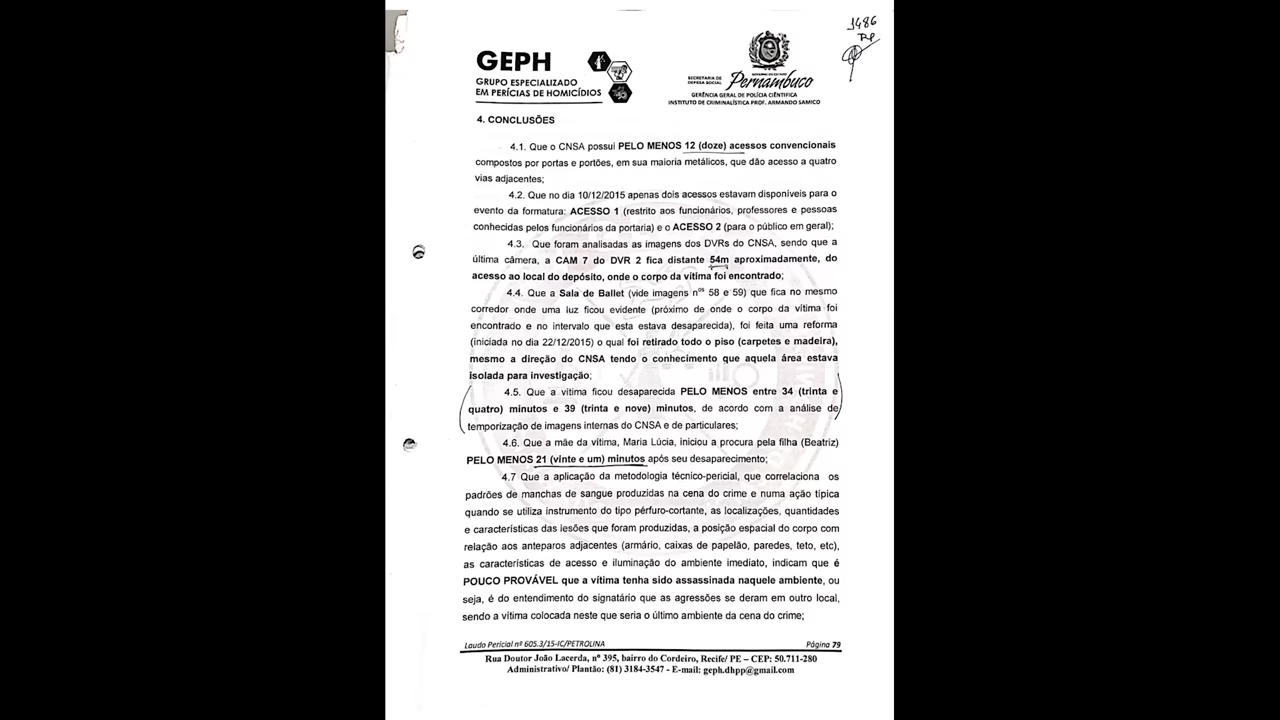 1486
RP
GEPH
GRUPO ESPECIALIZADO
EM PERÍCIAS DE HOMICÍDIOS
SECRETARIA DE
DEFESA SOCIAL
GOVERNO DO ESTADO
Pernambuco
GERÊNCIA GERAL DE POLÍCIA CIENTÍFICA
INSTITUTO DE CRIMINALÍSTICA PROF. ARMANDO SAMICO
4. CONCLUSÕES
4.1. Que o CNSA possui PELO MENOS 12 (doze) acessos convencionais
compostos por portas e portões, em sua maioria metálicos, que dão acesso a quatro
vias adjacentes;
4.2. Que no dia 10/12/2015 apenas dois acessos estavam disponíveis para o
evento da formatura: ACESSO 1 (restrito aos funcionários, professores e pessoas
conhecidas pelos funcionários da portaria) e o ACESSO 2 (para o público em geral);
4.3. Que foram analisadas as imagens dos DVRs do CNSA, sendo que a
última câmera, a CAM 7 do DVR 2 fica distante 54m aproximadamente, do
acesso ao local do depósito, onde o corpo da vítima foi encontrado;
4.4. Que a Sala de Ballet (vide imagens nºs 58 e 59) que fica no mesmo
corredor onde uma luz ficou evidente (próximo de onde o corpo da vítima foi
encontrado e no intervalo que esta estava desaparecida), foi feita uma reforma
(iniciada no dia 22/12/2015) o qual foi retirado todo o piso (carpetes e madeira),
mesmo a direção do CNSA tendo o conhecimento que aquela área estava
isolada para investigação;
4.5. Que a vítima ficou desaparecida PELO MENOS entre 34 (trinta e
quatro) minutos e 39 (trinta e nove) minutos, de acordo com a análise de
temporização de imagens internas do CNSA e de particulares;
4.6. Que a mãe da vítima, Maria Lúcia, iniciou a procura pela filha (Beatriz)
PELO MENOS 21 (vinte e um) minutos após seu desaparecimento;
4.7 Que a aplicação da metodologia técnico-pericial, que correlaciona os
padrões de manchas de sangue produzidas na cena do crime e numa ação típica
quando se utiliza instrumento do tipo pérfuro-cortante, as localizações, quantidades
e características das lesões que foram produzidas, a posição espacial do corpo com
relação aos anteparos adjacentes (armário, caixas de papelão, paredes, teto, etc),
as características de acesso e iluminação do ambiente imediato, indicam que é
POUCO PROVÁVEL que a vítima tenha sido assassinada naquele ambiente, ou
seja, é do entendimento do signatário que as agressões se deram em outro local,
sendo a vítima colocada neste que seria o último ambiente da cena do crime;
Laudo Pericial nº 605.3/15-IC/PETROLINA Página 79
Rua Doutor João Lacerda, nº 395, bairro do Cordeiro, Recife/ PE – CEP: 50.711-280
Administrativo/ Plantão: (81) 3184-3547 - E-mail: geph.dhpp@gmail.com